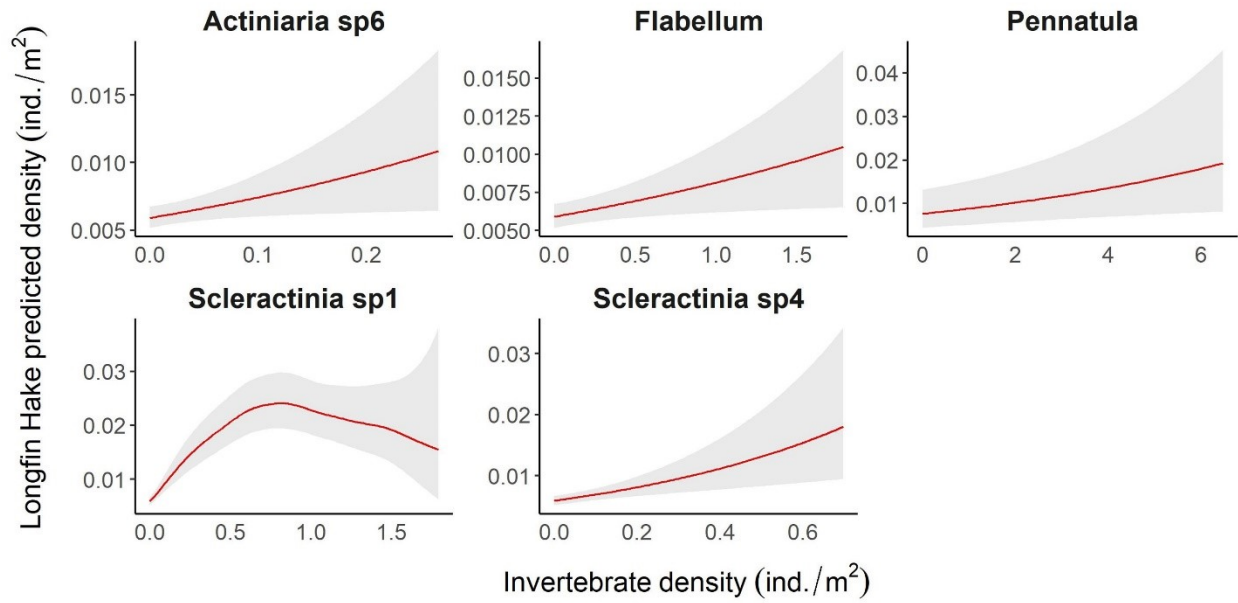 Longfin Hake predicted density (ind./m²)
Actiniaria sp6
0.015
0.010
0.005
0.0 0.1 0.2
Flabellum
0.0150
0.0125
0.0100
0.0075
0.0050
0.0 0.5 1.0 1.5
Pennatula
0.04
0.03
0.02
0.01
0 2 4 6
Scleractinia sp1
0.03
0.02
0.01
0.0 0.5 1.0 1.5
Scleractinia sp4
0.03
0.02
0.01
0.0 0.2 0.4 0.6
Invertebrate density (ind./m²)